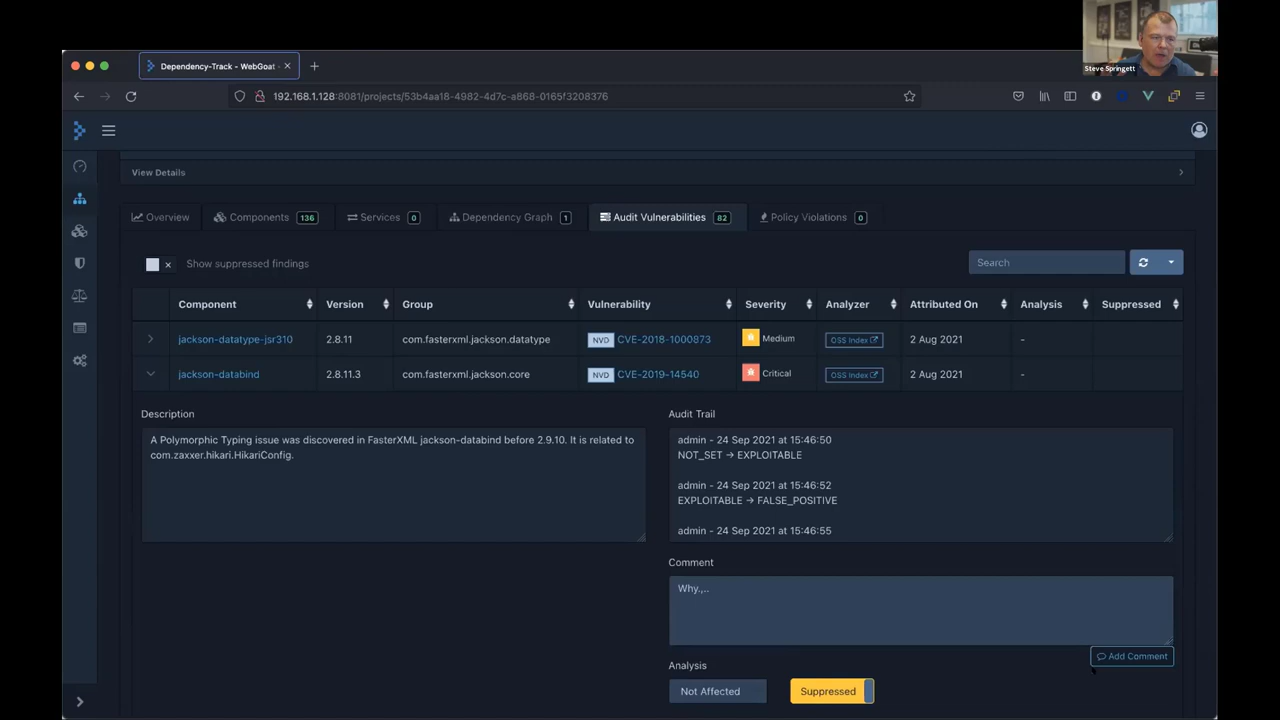 Steve Springett
Dependency-Track - WebGoat
192.168.1.128:8081/projects/53b4aa18-4982-4d7c-a868-0165f3208376
View Details
Overview Components 136 Services 0 Dependency Graph 1 Audit Vulnerabilities 82 Policy Violations 0
Show suppressed findings Search
Component Version Group Vulnerability Severity Analyzer Attributed On Analysis Suppressed
jackson-datatype-jsr310 2.8.11 com.fasterxml.jackson.datatype NVD CVE-2018-1000873 Medium OSS Index 2 Aug 2021 -
jackson-databind 2.8.11.3 com.fasterxml.jackson.core NVD CVE-2019-14540 Critical OSS Index 2 Aug 2021 -
Description
A Polymorphic Typing issue was discovered in FasterXML jackson-databind before 2.9.10. It is related to
com.zaxxer.hikari.HikariConfig.
Audit Trail
admin - 24 Sep 2021 at 15:46:50
NOT_SET → EXPLOITABLE
admin - 24 Sep 2021 at 15:46:52
EXPLOITABLE → FALSE_POSITIVE
admin - 24 Sep 2021 at 15:46:55
Comment
Why.,..
Add Comment
Analysis
Not Affected Suppressed